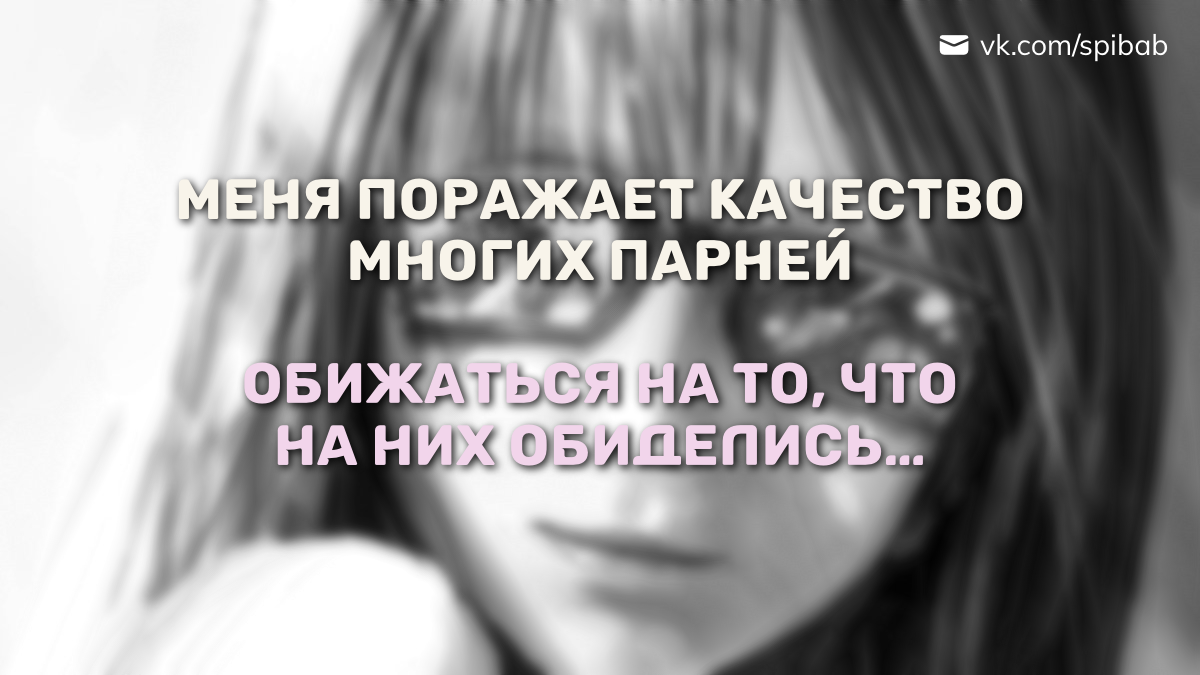 vk.com/spibab
МЕНЯ ПОРАЖАЕТ КАЧЕСТВО
МНОГИХ ПАРНЕЙ
ОБИЖАТЬСЯ НА ТО, ЧТО
НА НИХ ОБИДЕЛИСЬ...